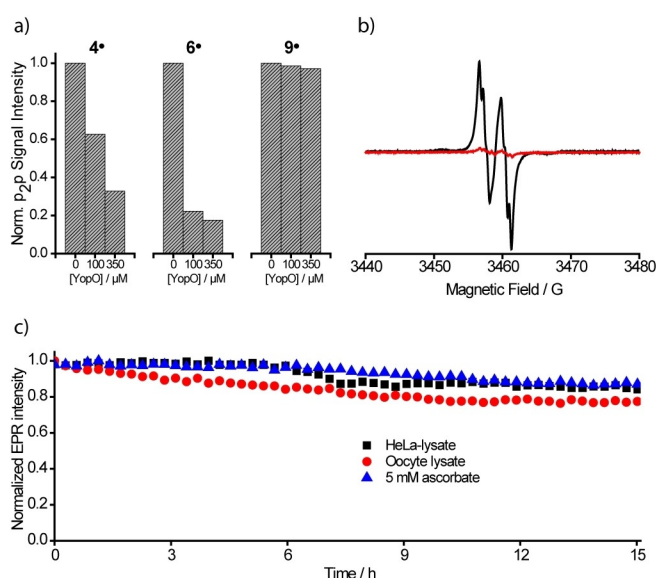 a)
4• 6• 9•
Norm. p2p Signal Intensity
1.0
0.8
0.6
0.4
0.2
0.0
0 100 350 0 100 350 0 100 350
[YopO] / µM [YopO] / µM [YopO] / µM
b)
3440 3450 3460 3470 3480
Magnetic Field / G
c)
Normalized EPR intensity
1.0
0.8
0.6
0.4
0.2
0.0
HeLa-lysate
Oocyte lysate
5 mM ascorbate
0 3 6 9 12 15
Time / h